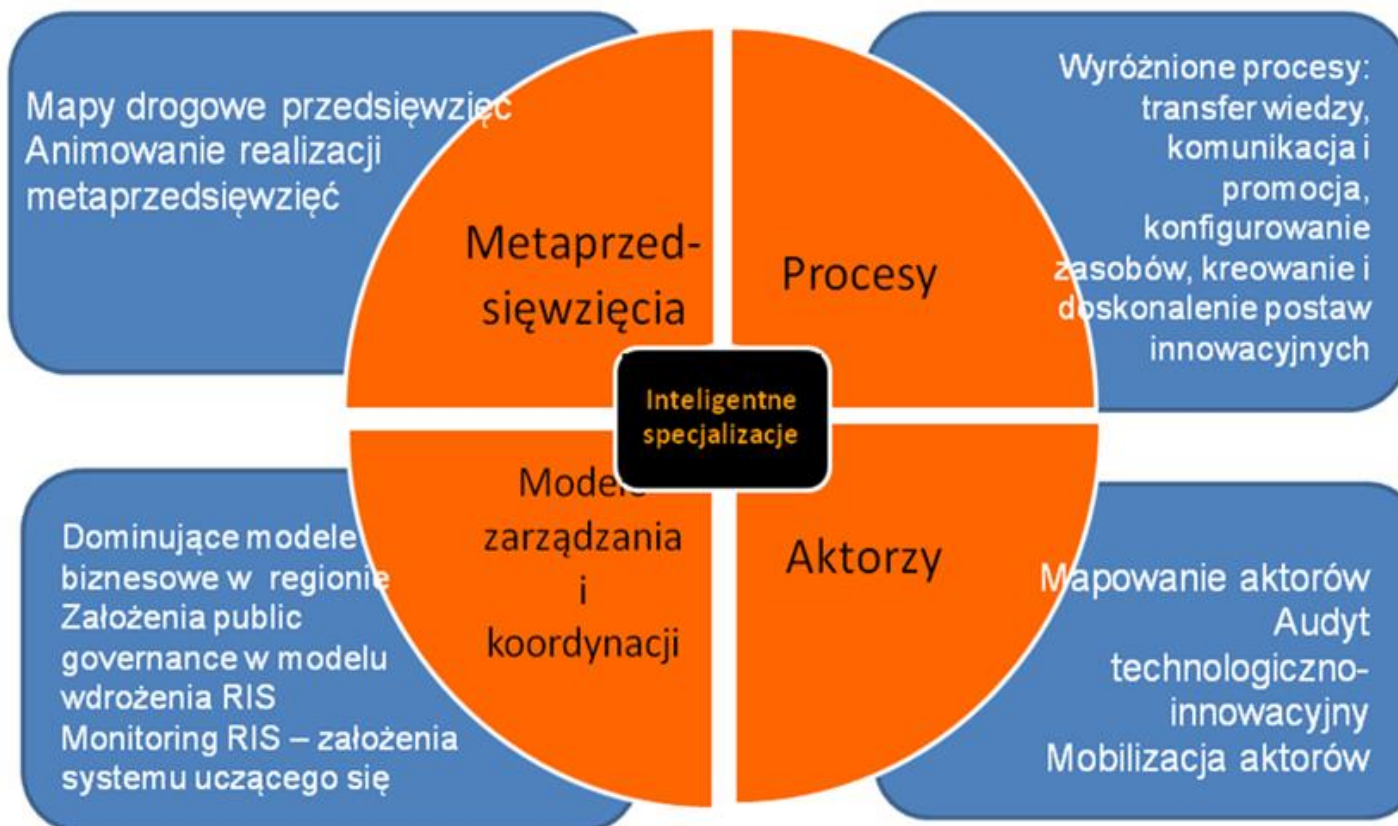 Mapy drogowe przedsięwzięć
Animowanie realizacji
metaprzedsięwzięć
Metaprzed-
sięwzięcia
Wyróżnione procesy:
transfer wiedzy,
komunikacja i
promocja,
konfigurowanie
zasobów, kreowanie i
doskonalenie postaw
innowacyjnych
Procesy
Inteligentne
specjalizacje
Dominujące modele
biznesowe w regionie
Założenia public
governance w modelu
wdrożenia RIS
Monitoring RIS – założenia
systemu uczącego się
Modele
zarządzania
i
koordynacji
Aktorzy
Mapowanie aktorów
Audyt
technologiczno-
innowacyjny
Mobilizacja aktorów